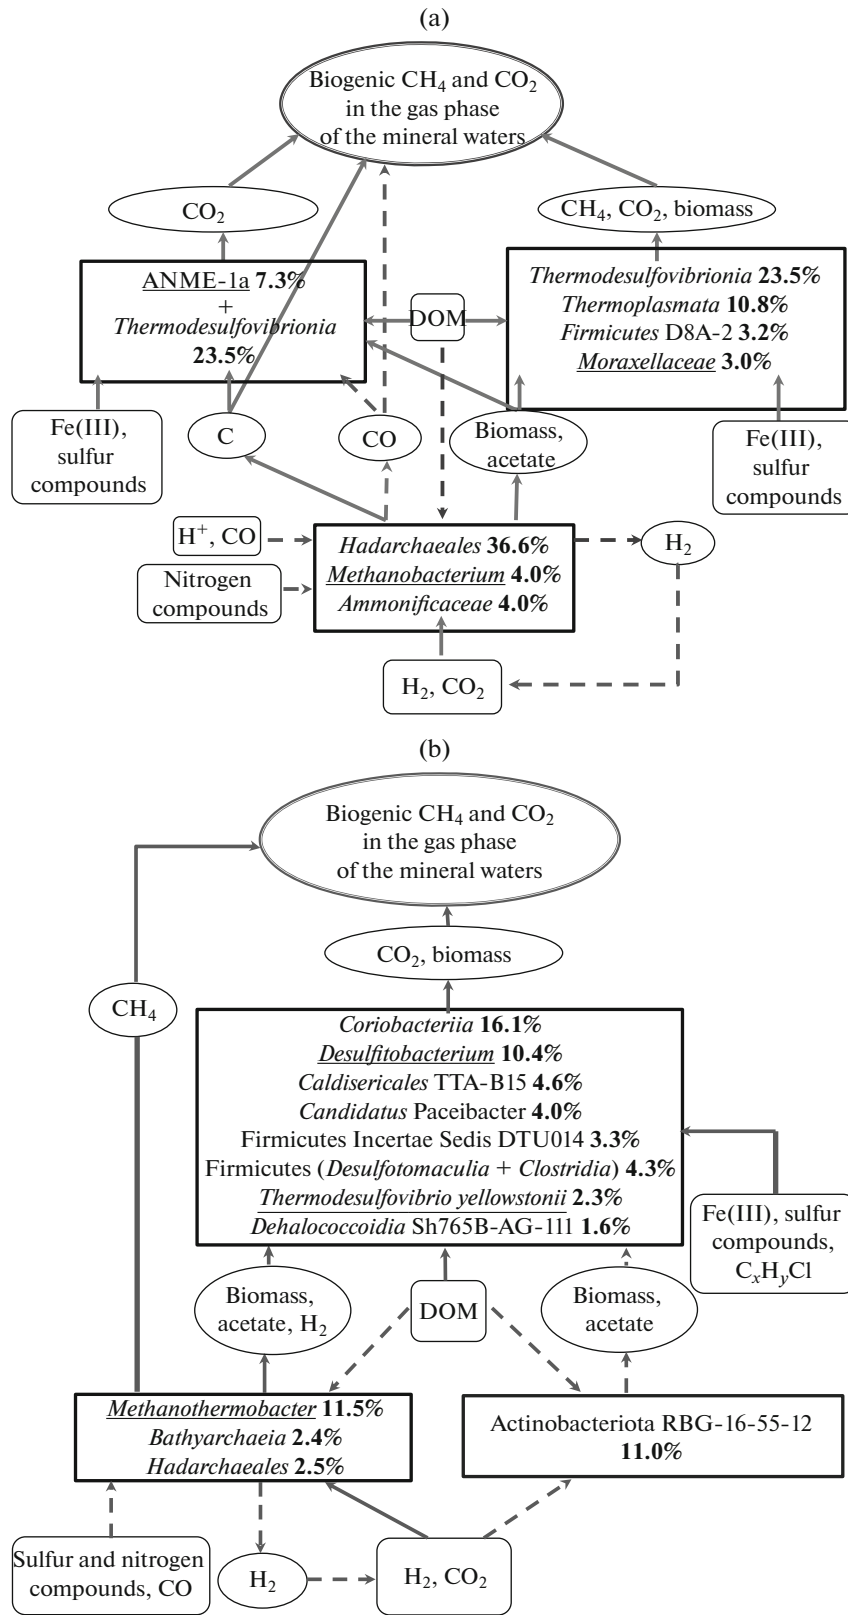 (a)
Biogenic CH₄ and CO₂
in the gas phase
of the mineral waters
CO₂
CH₄, CO₂, biomass
ANME-1a 7.3%
+
Thermodesulfovibrionia
23.5%
DOM
Thermodesulfovibrionia 23.5%
Thermoplasmata 10.8%
Firmicutes D8A-2 3.2%
Moraxellaceae 3.0%
Fe(III),
sulfur
compounds
C
CO
Biomass,
acetate
Fe(III),
sulfur
compounds
H⁺, CO
Nitrogen
compounds
Hadarchaeales 36.6%
Methanobacterium 4.0%
Ammonificaceae 4.0%
H₂
H₂, CO₂
(b)
Biogenic CH₄ and CO₂
in the gas phase
of the mineral waters
CO₂, biomass
CH₄
Coriobacteriia 16.1%
Desulfitobacterium 10.4%
Caldisericales TTA-B15 4.6%
Candidatus Paceibacter 4.0%
Firmicutes Incertae Sedis DTU014 3.3%
Firmicutes (Desulfotomaculia + Clostridia) 4.3%
Thermodesulfovibrio yellowstonii 2.3%
Dehalococcoidia Sh765B-AG-111 1.6%
Fe(III), sulfur
compounds,
CₓHᵧCl
Biomass,
acetate, H₂
DOM
Biomass,
acetate
Methanothermobacter 11.5%
Bathyarchaeia 2.4%
Hadarchaeales 2.5%
Actinobacteriota RBG-16-55-12
11.0%
Sulfur and nitrogen
compounds, CO
H₂
H₂, CO₂